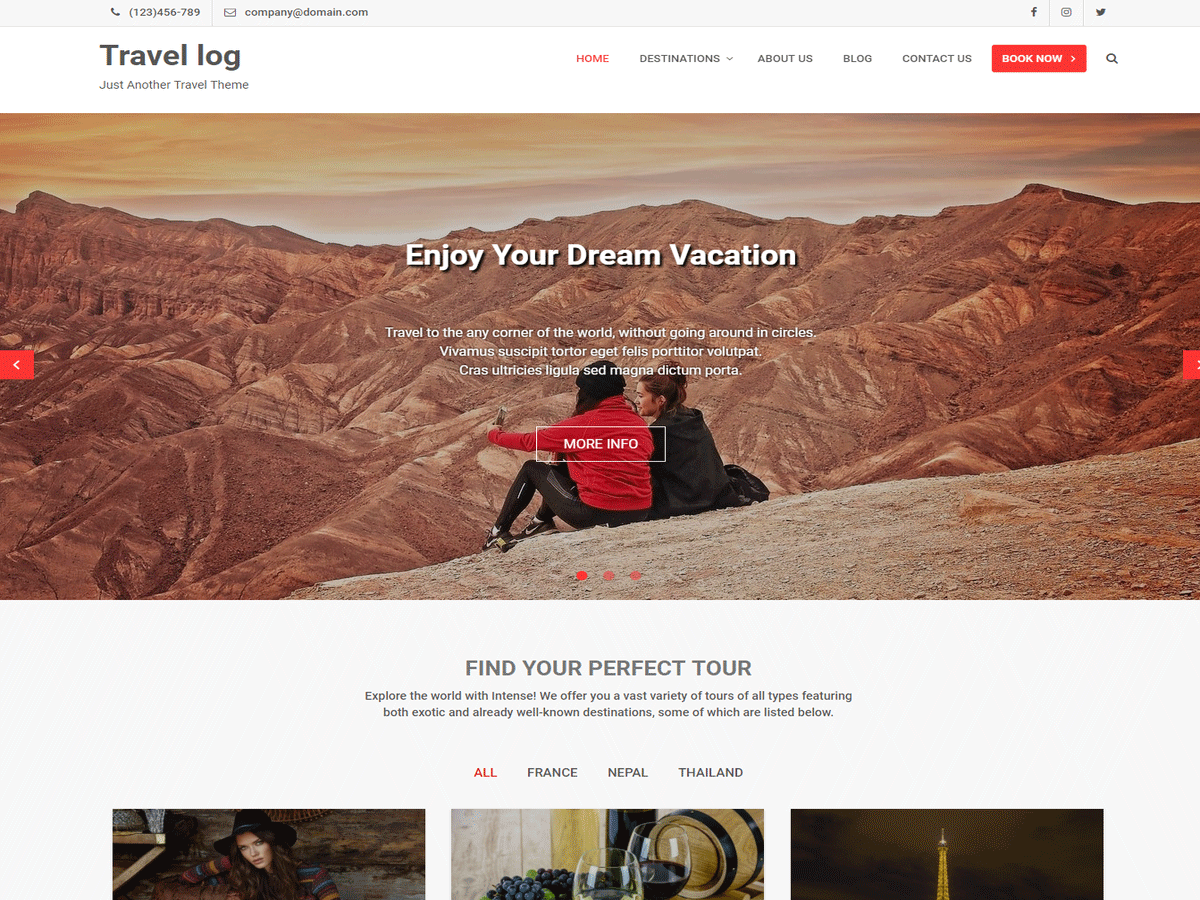 (123)456-789
company@domain.com
Travel log
Just Another Travel Theme
HOME
DESTINATIONS
ABOUT US
BLOG
CONTACT US
BOOK NOW
Enjoy Your Dream Vacation
Travel to the any corner of the world, without going around in circles.
Vivamus suscipit tortor eget felis porttitor volutpat.
Cras ultricies ligula sed magna dictum porta.
MORE INFO
FIND YOUR PERFECT TOUR
Explore the world with Intense! We offer you a vast variety of tours of all types featuring
both exotic and already well-known destinations, some of which are listed below.
ALL
FRANCE
NEPAL
THAILAND